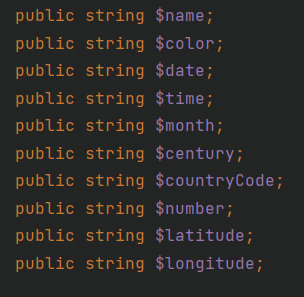 public string $name;
public string $color;
public string $date;
public string $time;
public string $month;
public string $century;
public string $countryCode;
public string $number;
public string $latitude;
public string $longitude;